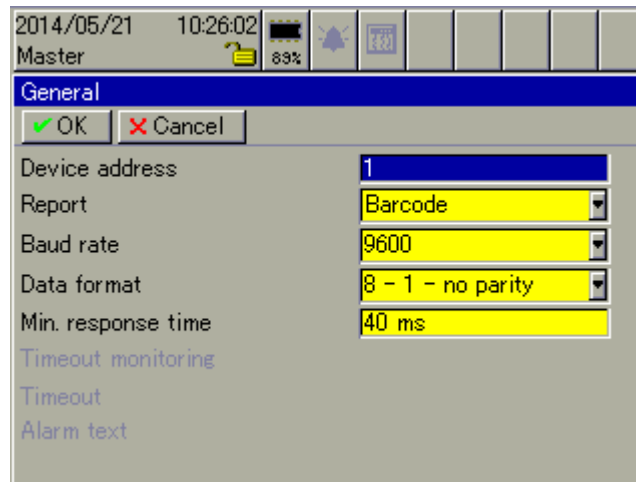 2014/05/21 10:26:02
Master 89%
General
OK Cancel
Device address 1
Report Barcode
Baud rate 9600
Data format 8 - 1 - no parity
Min. response time 40 ms
Timeout monitoring
Timeout
Alarm text